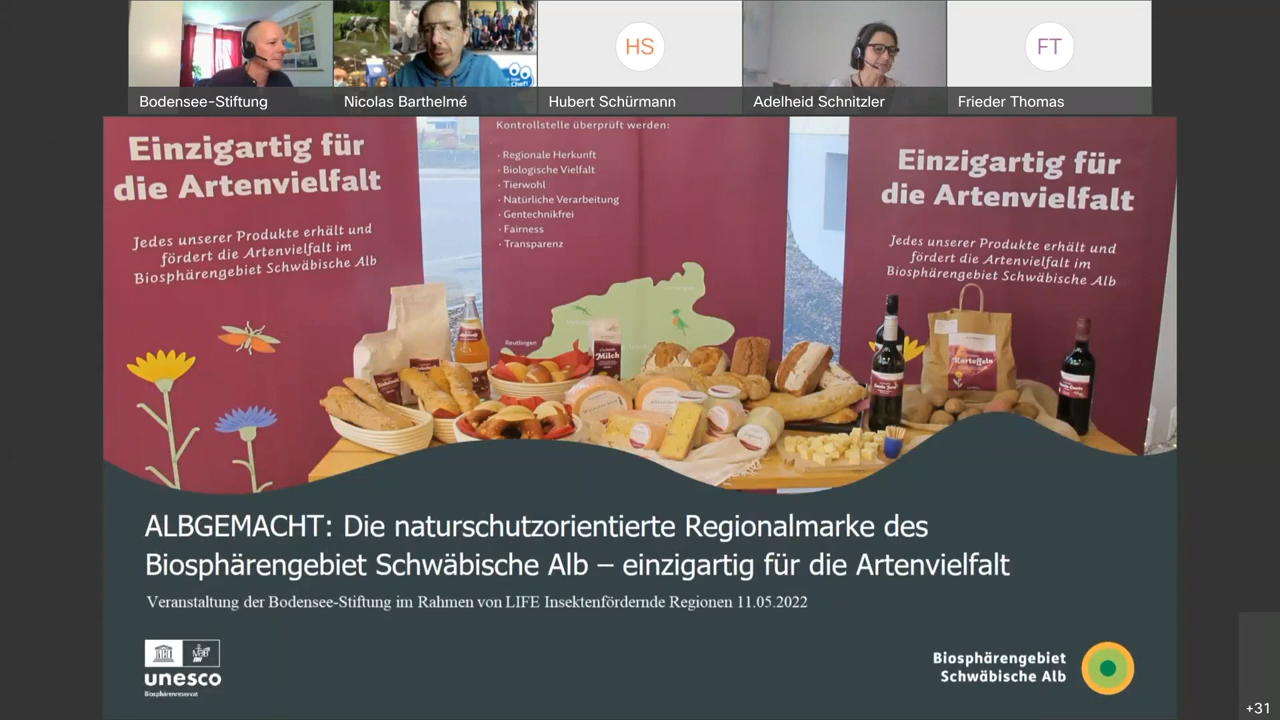 Bodensee-Stiftung
Nicolas Barthelmé
HS
Hubert Schürmann
Adelheid Schnitzler
FT
Frieder Thomas
Einzigartig für
die Artenvielfalt
Jedes unserer Produkte erhält und
fördert die Artenvielfalt im
Biosphärengebiet Schwäbische Alb
Kontrollstelle überprüft werden:
· Regionale Herkunft
· Biologische Vielfalt
· Tierwohl
· Natürliche Verarbeitung
· Gentechnikfrei
· Fairness
· Transparenz
Reutlingen
Milch
Einzigartig für
die Artenvielfalt
Jedes unserer Produkte erhält und
fördert die Artenvielfalt im
Biosphärengebiet Schwäbische Alb
Kartoffeln
ALBGEMACHT: Die naturschutzorientierte Regionalmarke des
Biosphärengebiet Schwäbische Alb – einzigartig für die Artenvielfalt
Veranstaltung der Bodensee-Stiftung im Rahmen von LIFE Insektenfördernde Regionen 11.05.2022
unesco
Biosphärenreservat
Biosphärengebiet
Schwäbische Alb
+31